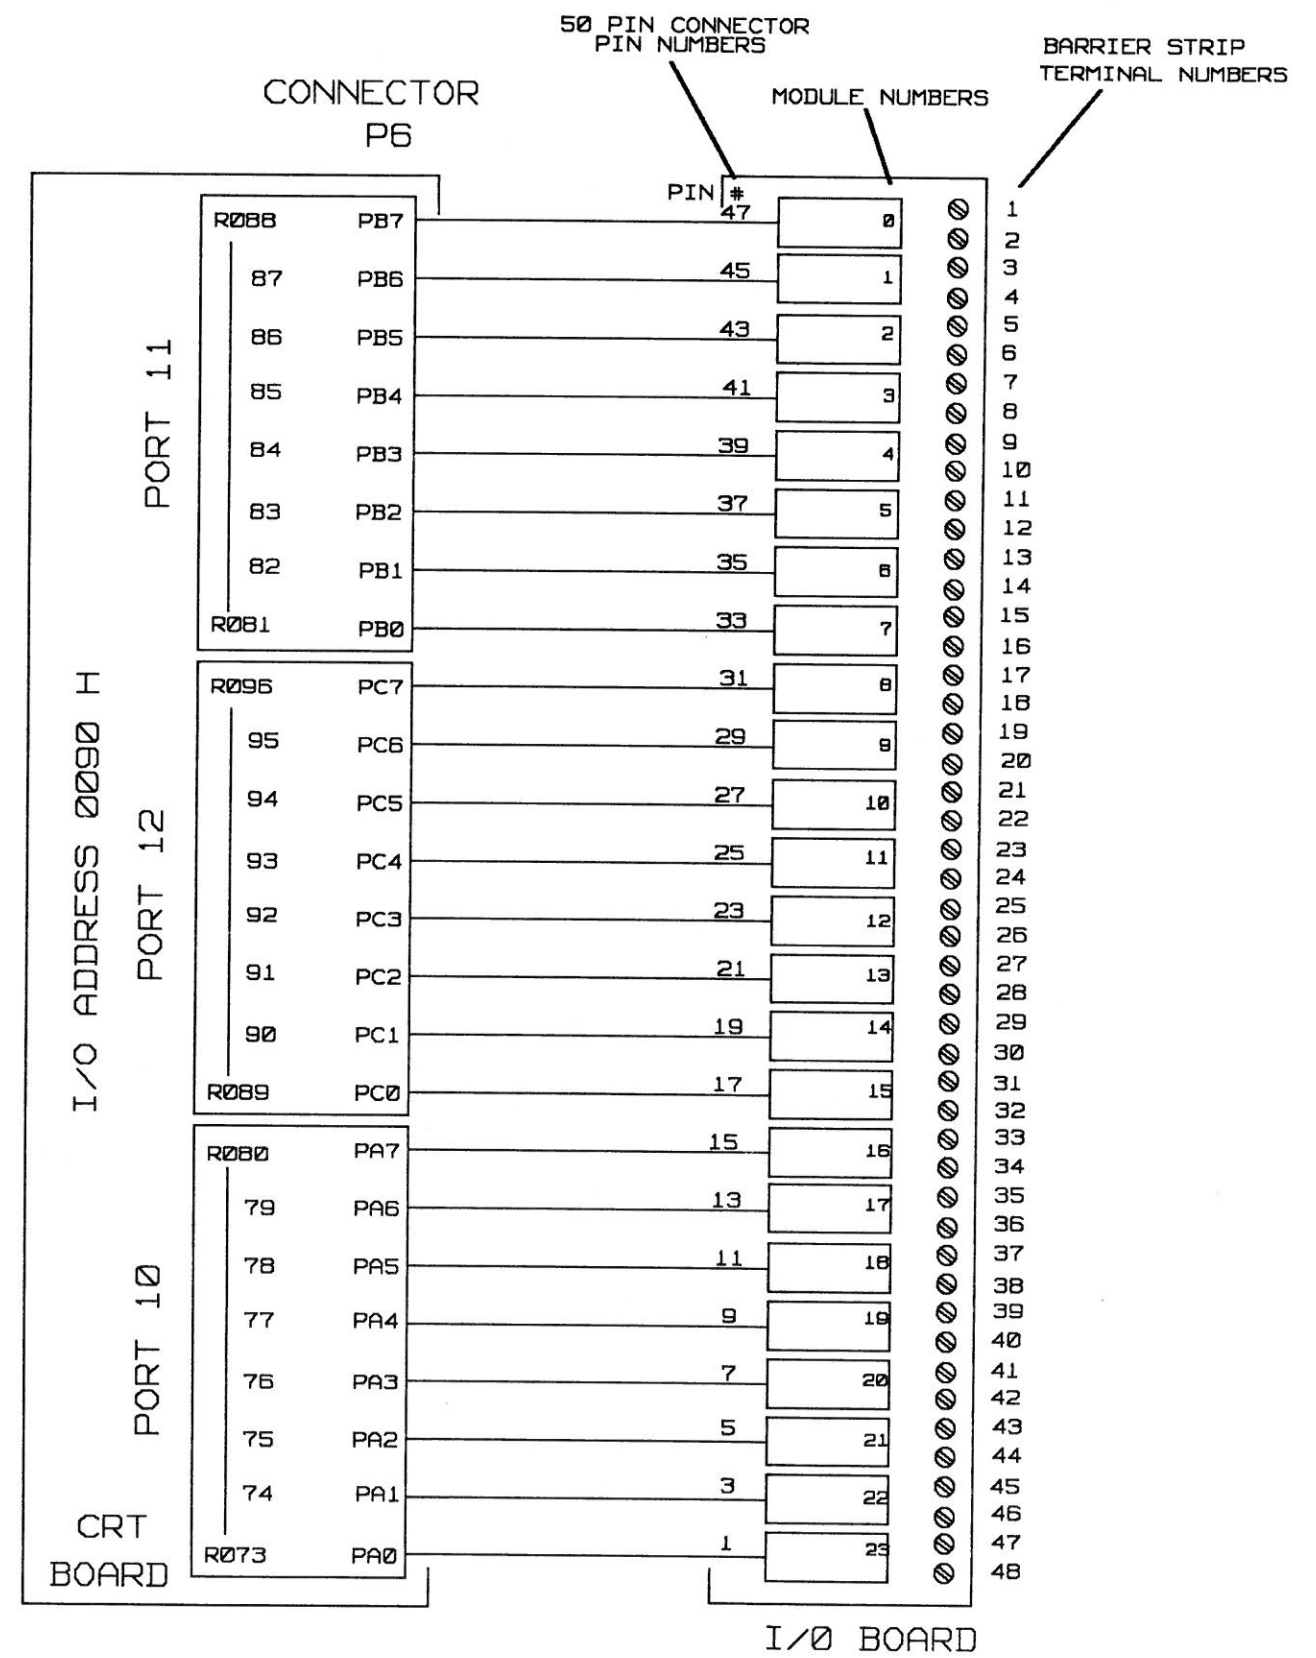 50 PIN CONNECTOR
PIN NUMBERS
BARRIER STRIP
TERMINAL NUMBERS
MODULE NUMBERS
CONNECTOR
P6
PIN #
R088 PB7 47 0 1
2
87 PB6 45 1 3
4
86 PB5 43 2 5
6
85 PB4 41 3 7
8
84 PB3 39 4 9
10
83 PB2 37 5 11
12
82 PB1 35 6 13
14
R081 PB0 33 7 15
16
PORT 11
R096 PC7 31 8 17
18
95 PC6 29 9 19
20
94 PC5 27 10 21
22
93 PC4 25 11 23
24
92 PC3 23 12 25
26
91 PC2 21 13 27
28
90 PC1 19 14 29
30
R089 PC0 17 15 31
32
PORT 12
I/O ADDRESS 0090 H
R080 PA7 15 16 33
34
79 PA6 13 17 35
36
78 PA5 11 18 37
38
77 PA4 9 19 39
40
76 PA3 7 20 41
42
75 PA2 5 21 43
44
74 PA1 3 22 45
46
R073 PA0 1 23 47
48
PORT 10
CRT
BOARD
I/O BOARD